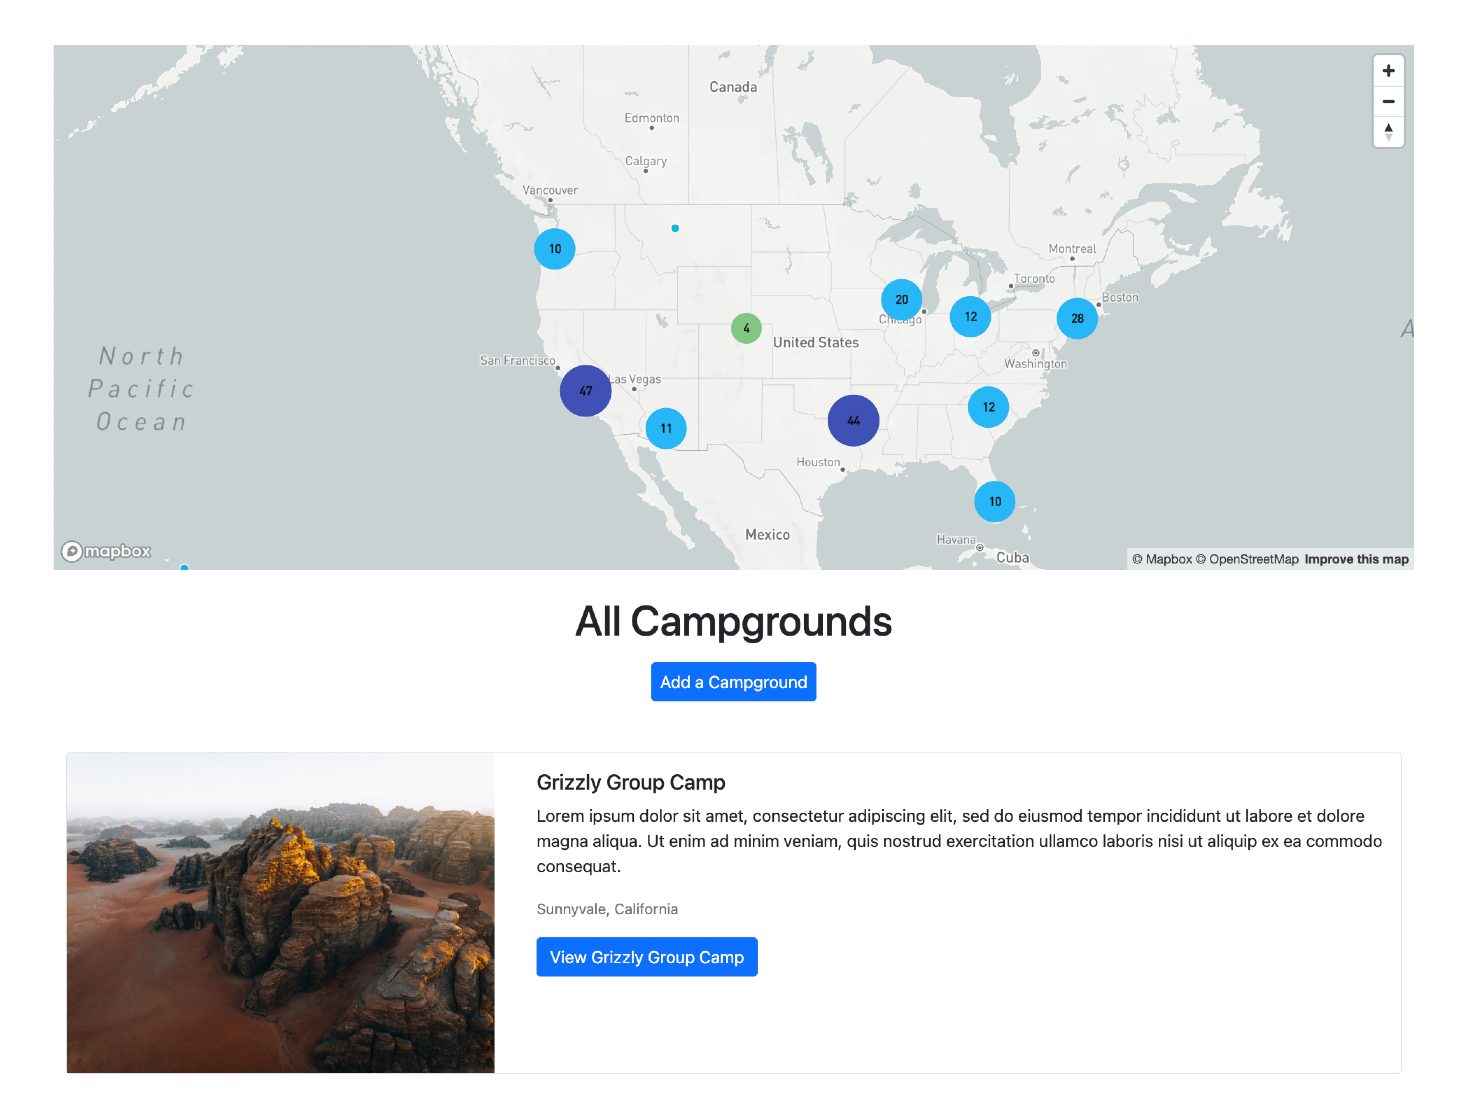 Canada
Edmonton
Calgary
Vancouver
10
Montreal
Toronto
Boston
20
Chicago
12
28
4
United States
Washington
North
Pacific
Ocean
San Francisco
Las Vegas
47
11
44
12
Houston
10
Mexico
Havana
Cuba
A
mapbox
© Mapbox © OpenStreetMap Improve this map
All Campgrounds
Add a Campground
Grizzly Group Camp
Lorem ipsum dolor sit amet, consectetur adipiscing elit, sed do eiusmod tempor incididunt ut labore et dolore
magna aliqua. Ut enim ad minim veniam, quis nostrud exercitation ullamco laboris nisi ut aliquip ex ea commodo
consequat.
Sunnyvale, California
View Grizzly Group Camp